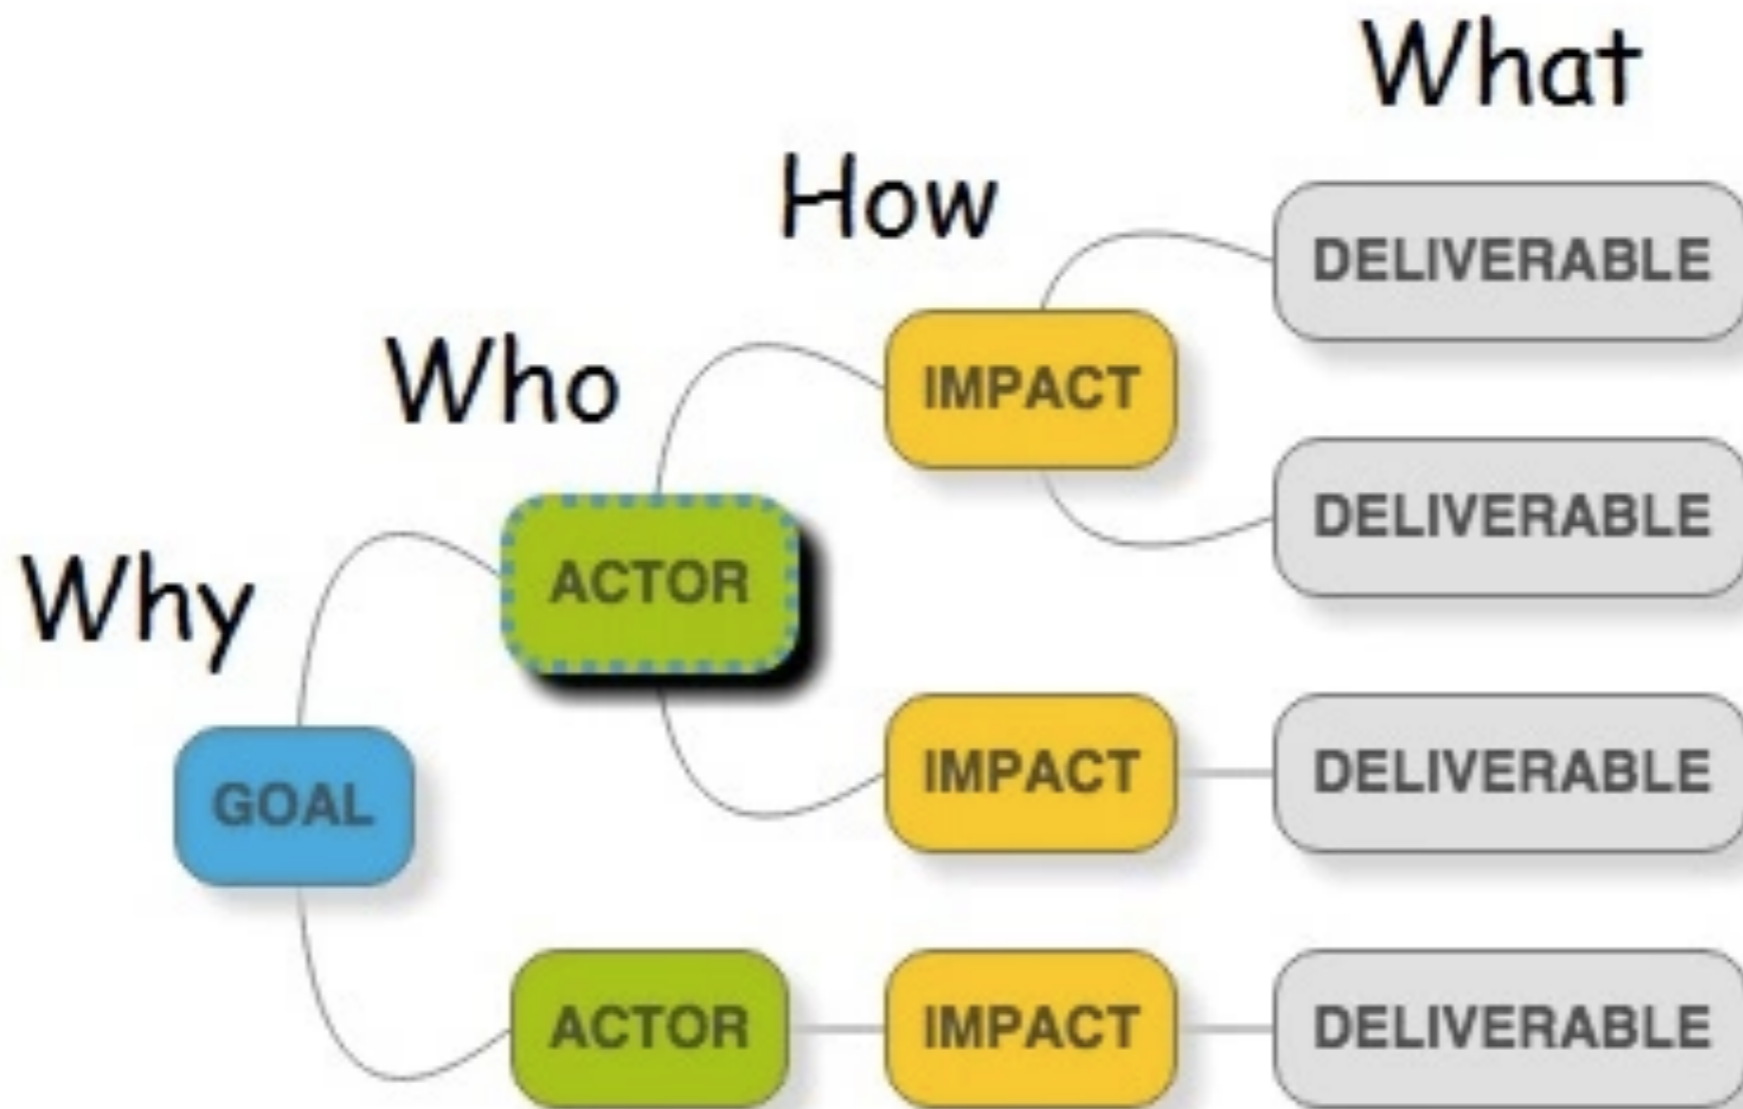 What
How
DELIVERABLE
Who
IMPACT
DELIVERABLE
Why
ACTOR
GOAL
IMPACT
DELIVERABLE
ACTOR
IMPACT
DELIVERABLE